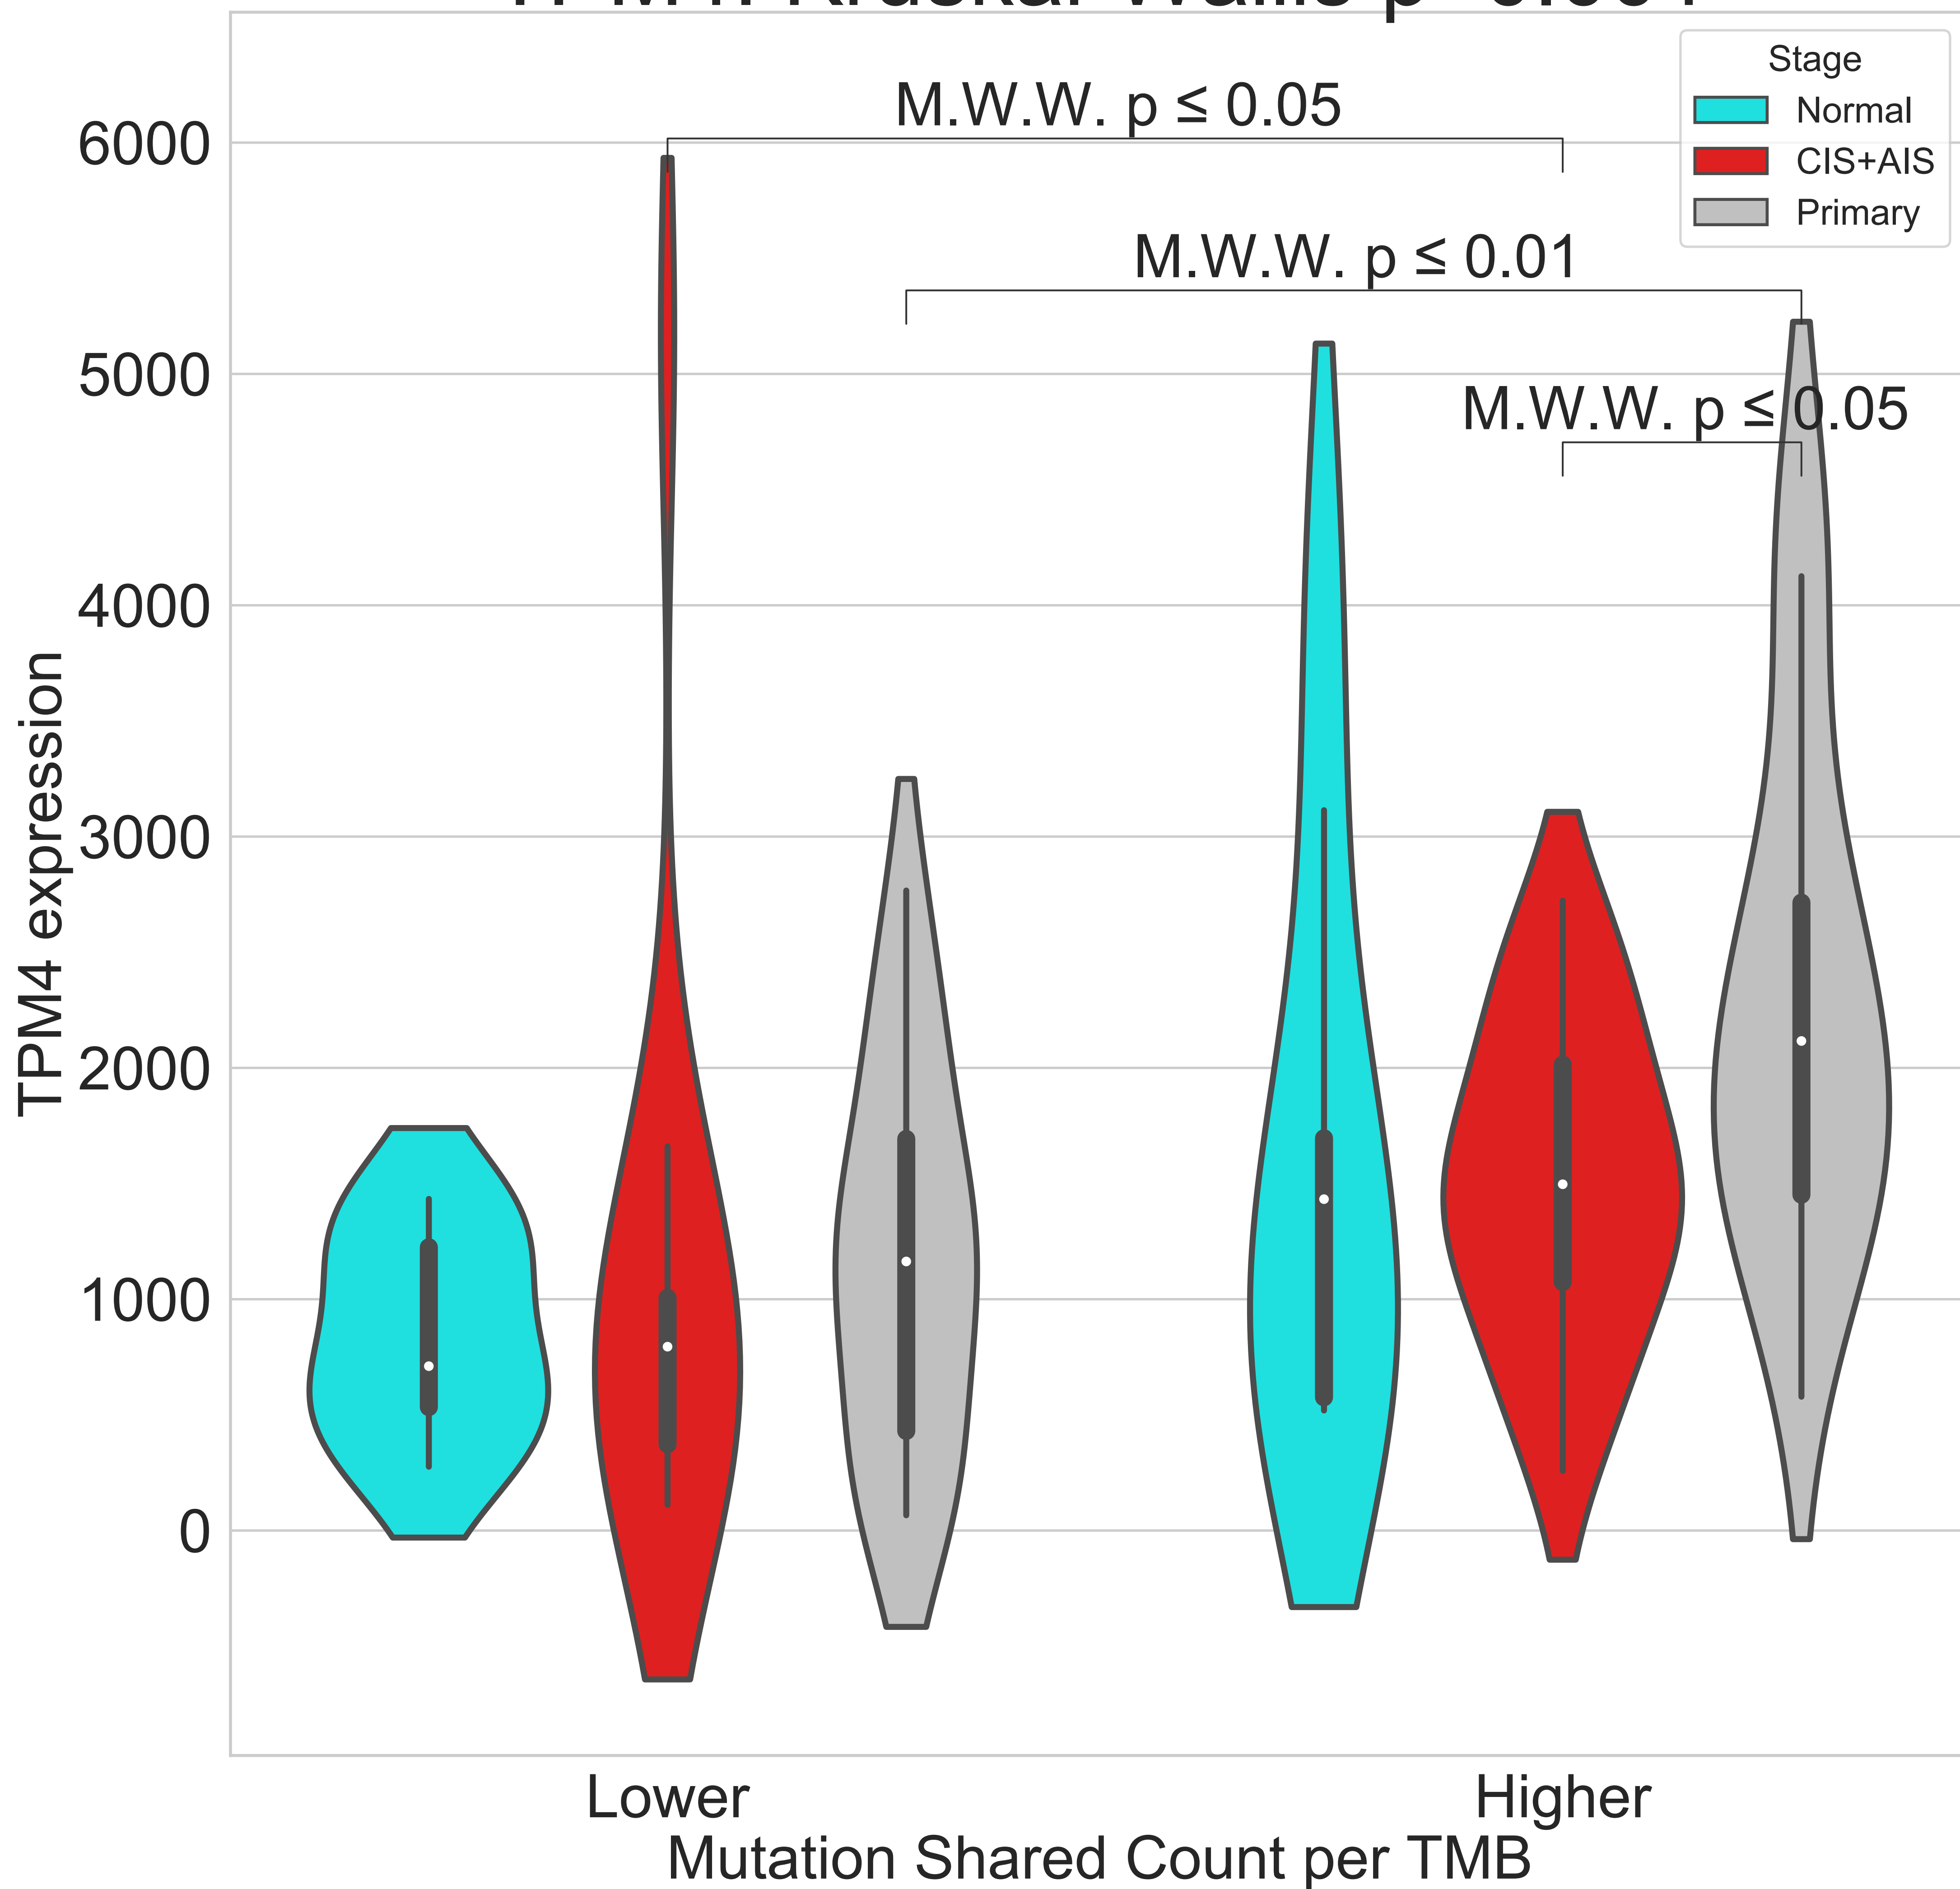 M.W.W. p ≤ 0.05
M.W.W. p ≤ 0.01
M.W.W. p ≤ 0.05
Stage
Normal
CIS+AIS
Primary
TPM4 expression
6000
5000
4000
3000
2000
1000
0
Lower
Higher
Mutation Shared Count per TMB